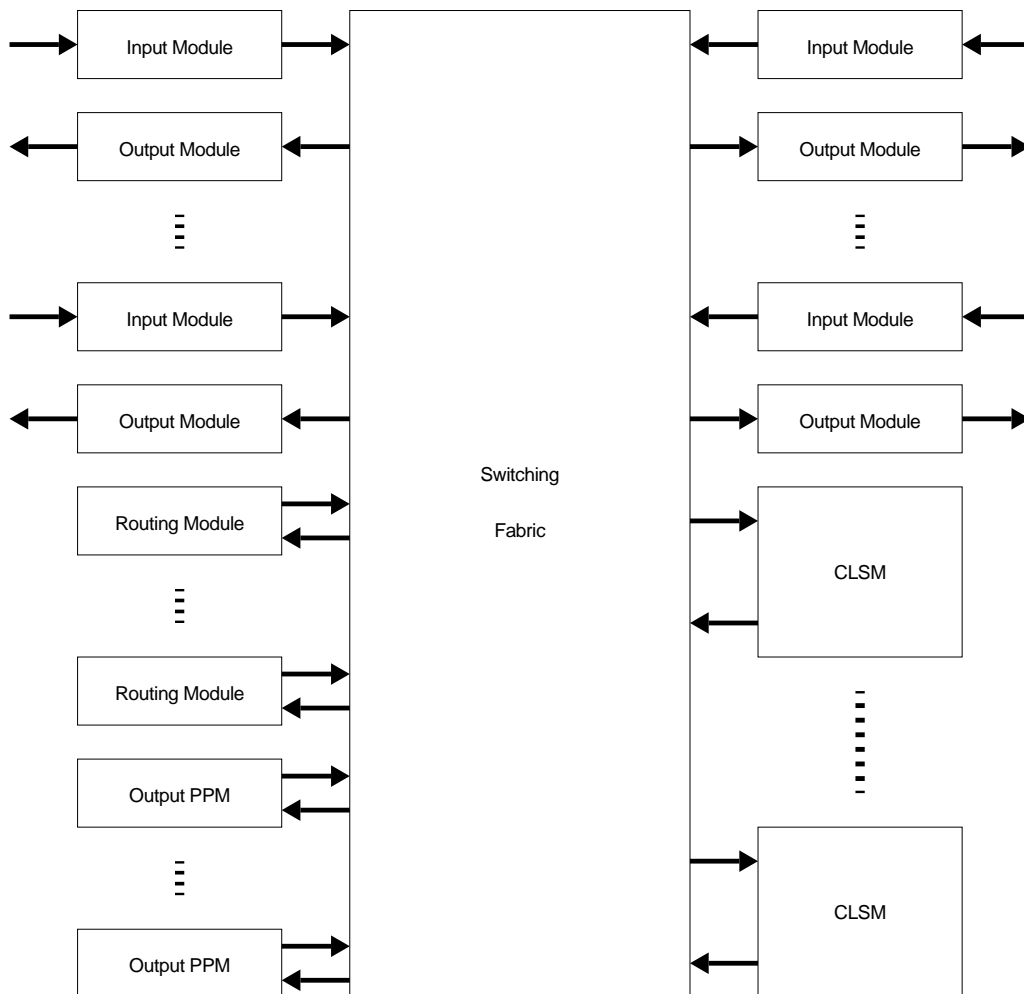 Input Module
Input Module
Output Module
Output Module
Input Module
Input Module
Output Module
Output Module
Switching
Fabric
Routing Module
CLSM
Routing Module
Output PPM
CLSM
Output PPM